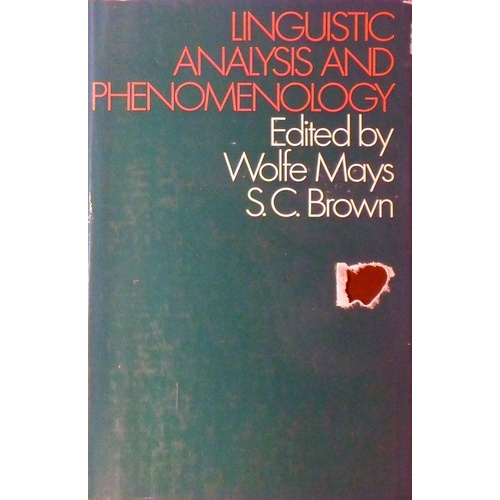 LINGUISTIC
ANALYSIS AND
PHENOMENOLOGY
Edited by
Wolfe Mays
S. C. Brown